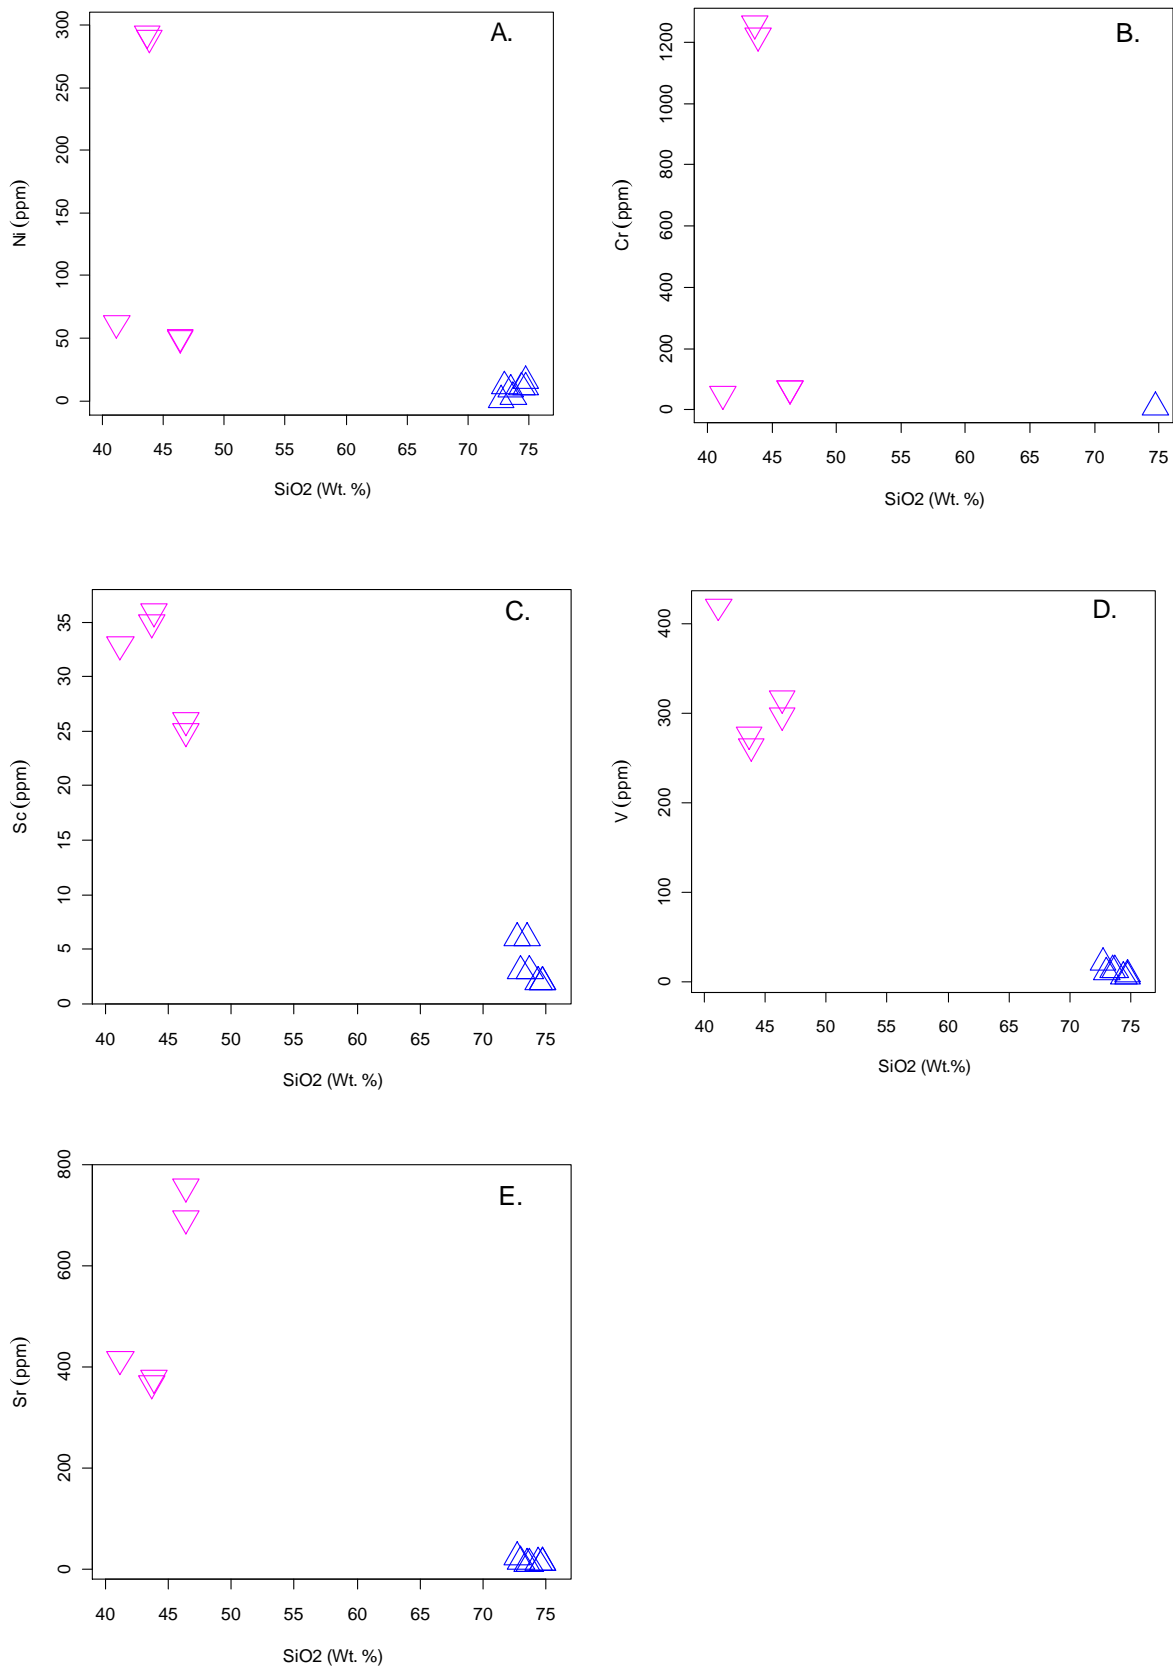 A.
Ni (ppm)
300
250
200
150
100
50
0
40 45 50 55 60 65 70 75
SiO2 (Wt. %)
B.
Cr (ppm)
1200
1000
800
600
400
200
0
40 45 50 55 60 65 70 75
SiO2 (Wt. %)
C.
Sc (ppm)
35
30
25
20
15
10
5
0
40 45 50 55 60 65 70 75
SiO2 (Wt. %)
D.
V (ppm)
400
300
200
100
0
40 45 50 55 60 65 70 75
SiO2 (Wt.%)
E.
Sr (ppm)
800
600
400
200
0
40 45 50 55 60 65 70 75
SiO2 (Wt. %)